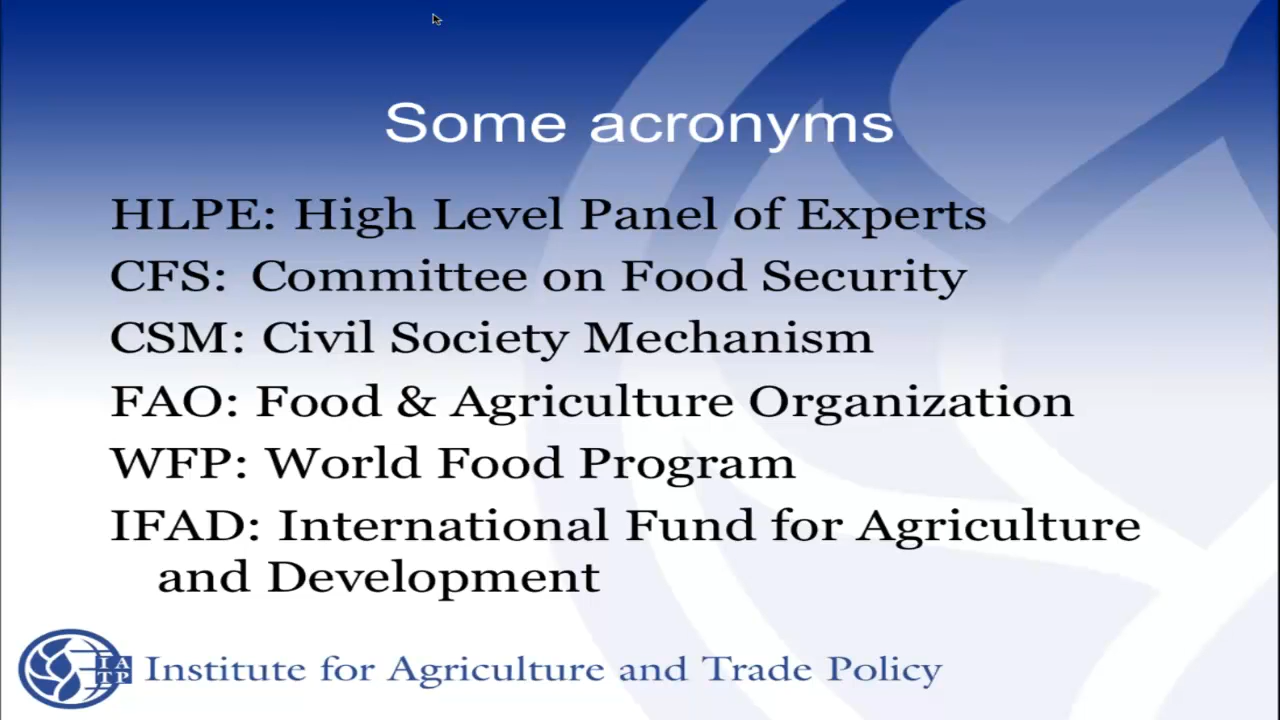 Some acronyms
HLPE: High Level Panel of Experts
CFS: Committee on Food Security
CSM: Civil Society Mechanism
FAO: Food & Agriculture Organization
WFP: World Food Program
IFAD: International Fund for Agriculture
and Development
IA
TP
Institute for Agriculture and Trade Policy